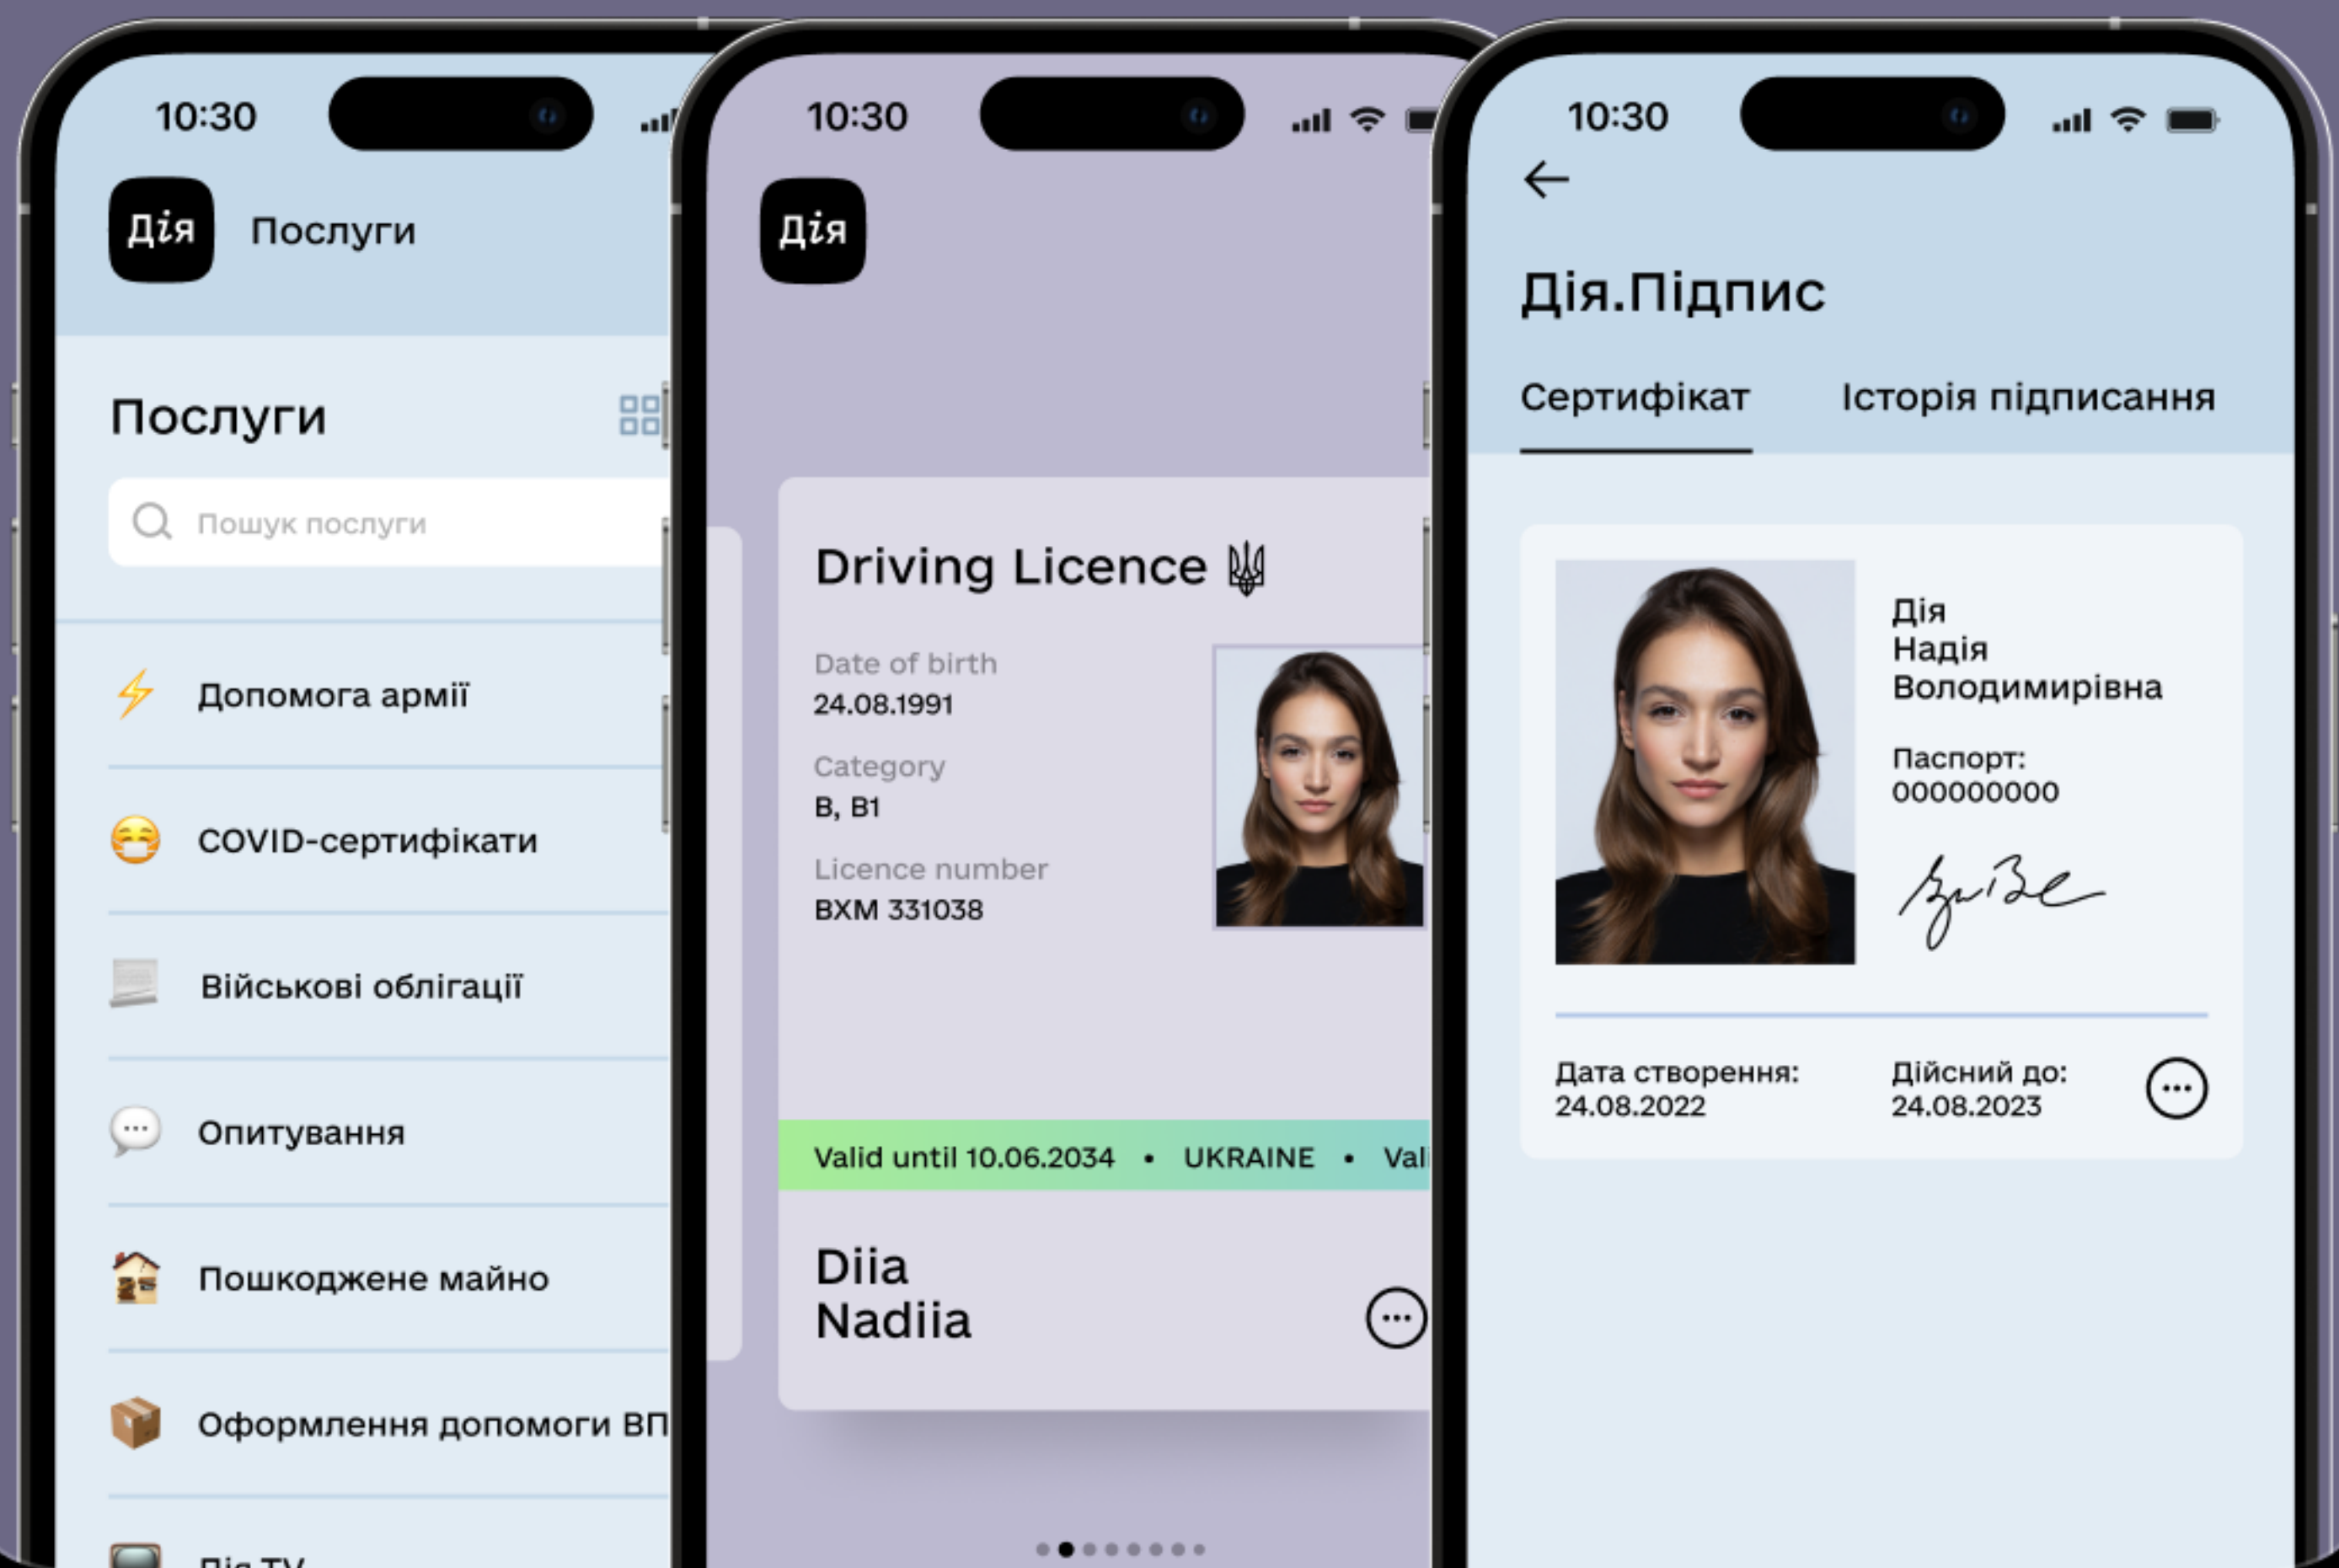 10:30
Дія
Послуги
Послуги
Пошук послуги
Допомога армії
COVID-сертифікати
Військові облігації
Опитування
Пошкоджене майно
Оформлення допомоги ВП
Дія TV
10:30
Дія
Driving Licence
Date of birth
24.08.1991
Category
B, B1
Licence number
BXM 331038
Valid until 10.06.2034 • UKRAINE • Vali
Diia
Nadiia
10:30
Дія.Підпис
Сертифікат Історія підписання
Дія
Надія
Володимирівна
Паспорт:
000000000
Дата створення:
24.08.2022
Дійсний до:
24.08.2023